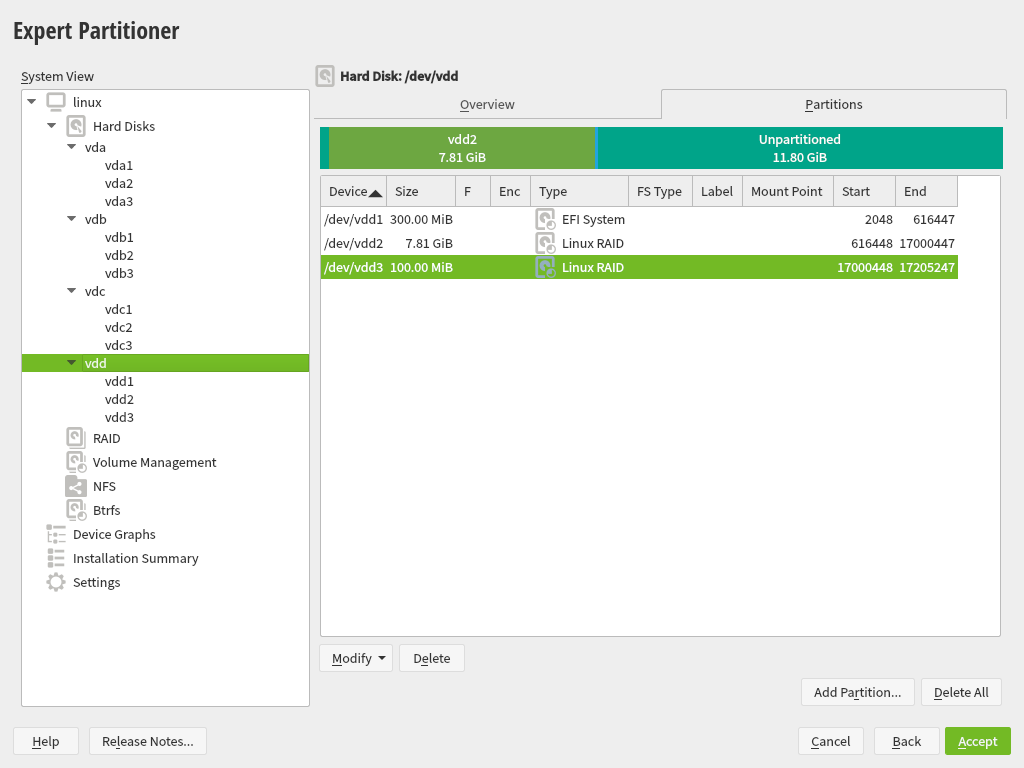 Expert Partitioner
System View
linux
Hard Disks
vda
vda1
vda2
vda3
vdb
vdb1
vdb2
vdb3
vdc
vdc1
vdc2
vdc3
vdd
vdd1
vdd2
vdd3
RAID
Volume Management
NFS
Btrfs
Device Graphs
Installation Summary
Settings
Hard Disk: /dev/vdd
Overview Partitions
vdd2 Unpartitioned
7.81 GiB 11.80 GiB
Device Size F Enc Type FS Type Label Mount Point Start End
/dev/vdd1 300.00 MiB EFI System 2048 616447
/dev/vdd2 7.81 GiB Linux RAID 616448 17000447
/dev/vdd3 100.00 MiB Linux RAID 17000448 17205247
Modify Delete
Add Partition... Delete All
Help Release Notes... Cancel Back Accept